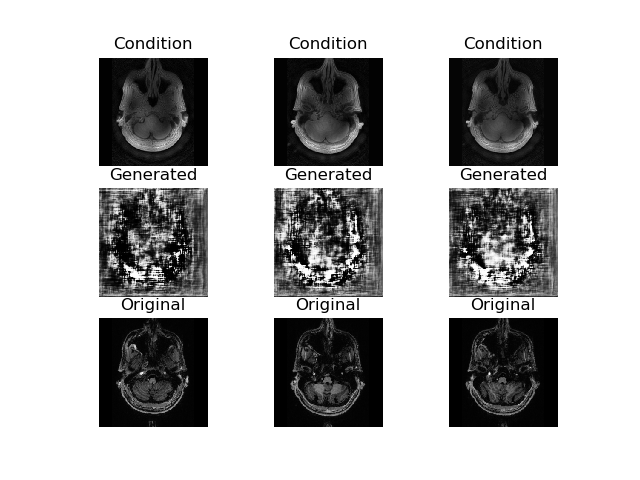 Condition Condition Condition
Generated Generated Generated
Original Original Original